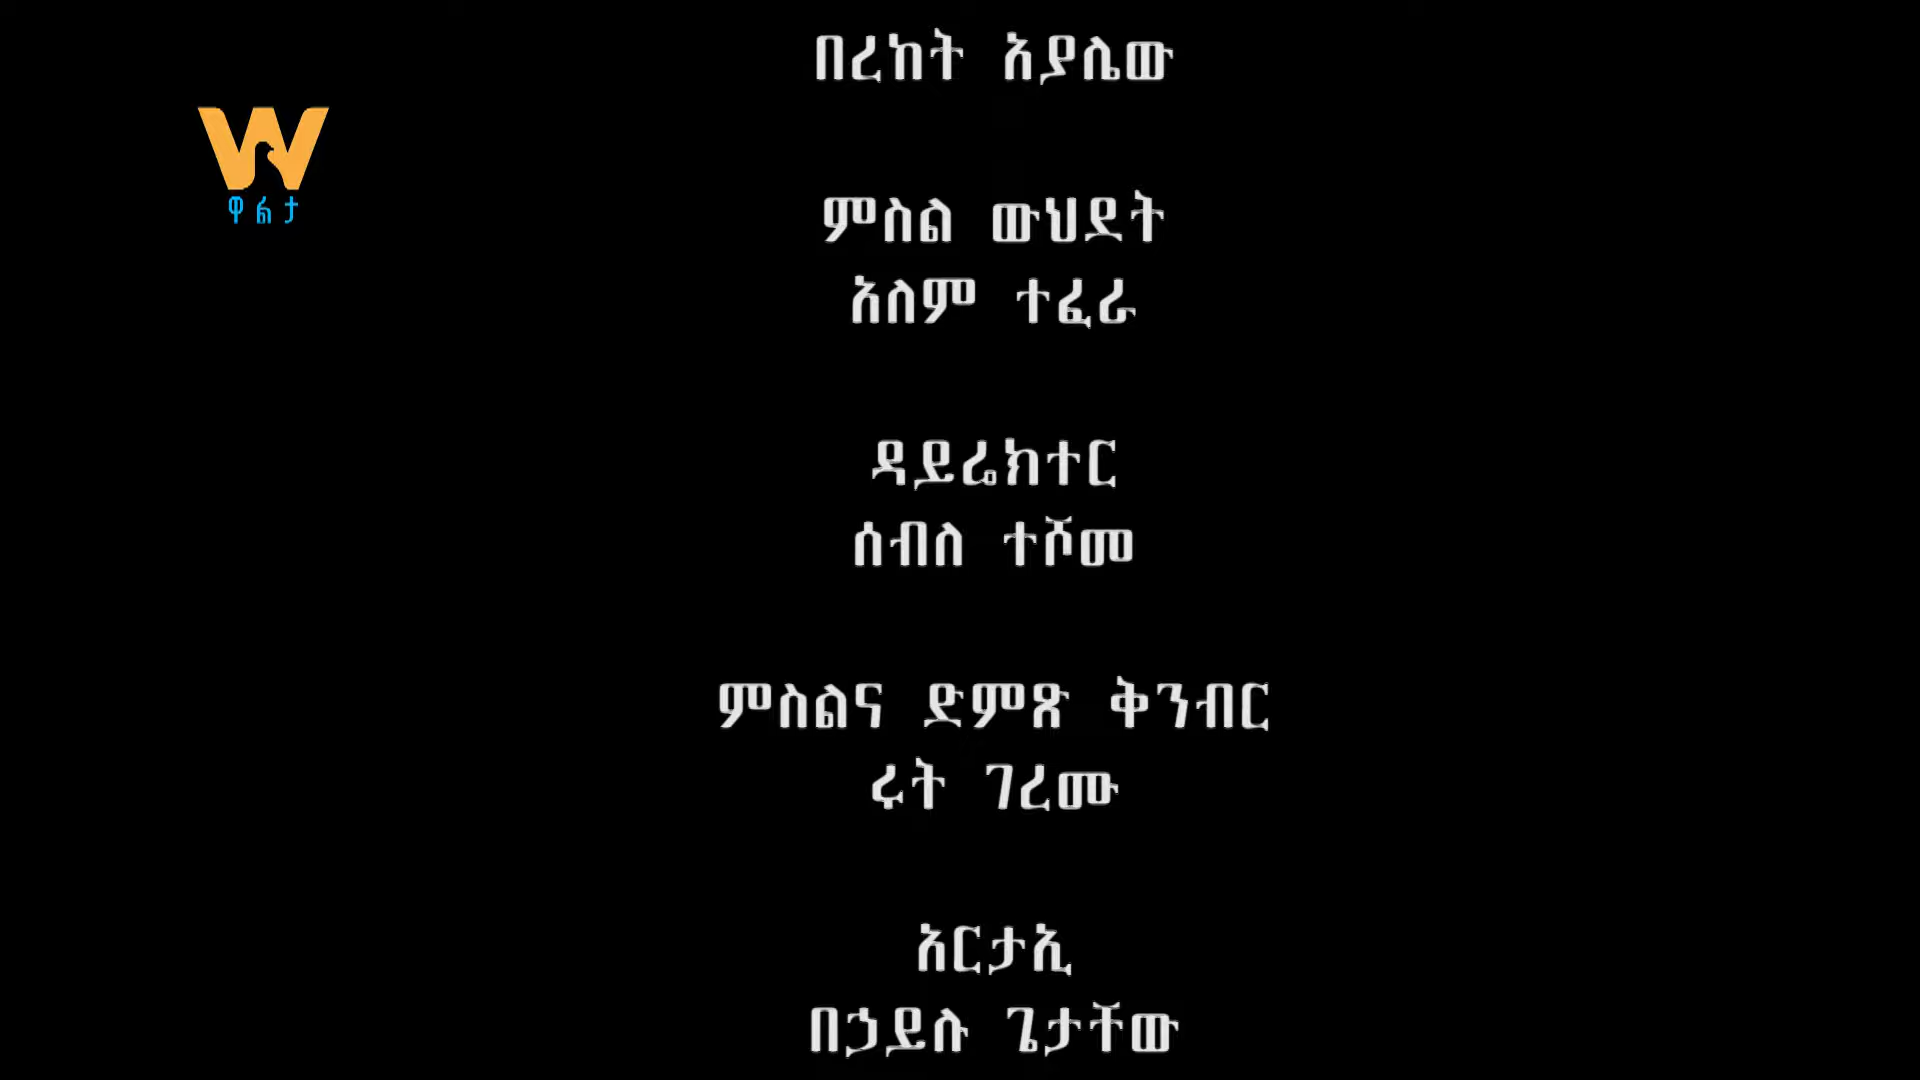 በረከት አያሌው
ዋልታ
ምስል ውህደት
አለም ተፈራ
ዳይሬክተር
ሰብለ ተሾመ
ምስልና ድምጽ ቅንብር
ሩት ገረሙ
አርታኢ
በኃይሉ ጌታቸው